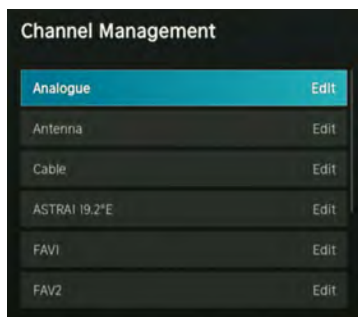 Channel Management
Analogue Edit
Antenna Edit
Cable Edit
ASTRA1 19.2°E Edit
FAV1 Edit
FAV2 Edit